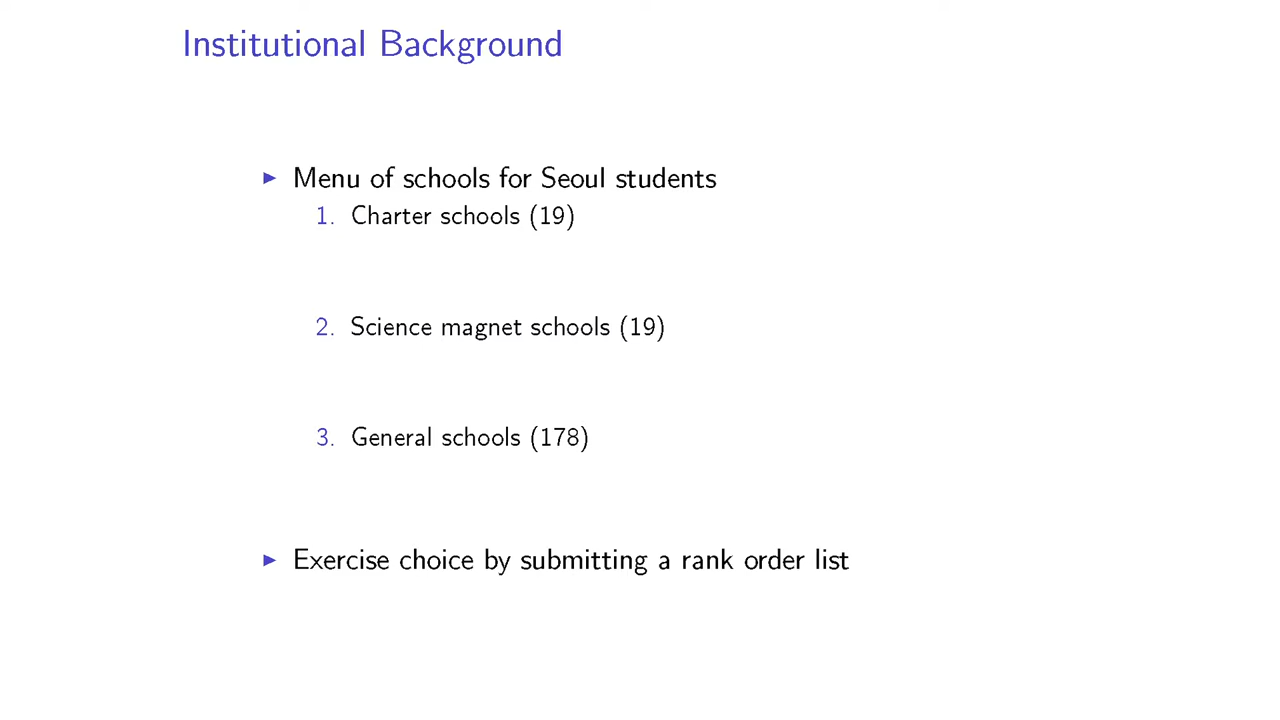 Institutional Background
▶ Menu of schools for Seoul students
1. Charter schools (19)
2. Science magnet schools (19)
3. General schools (178)
▶ Exercise choice by submitting a rank order list